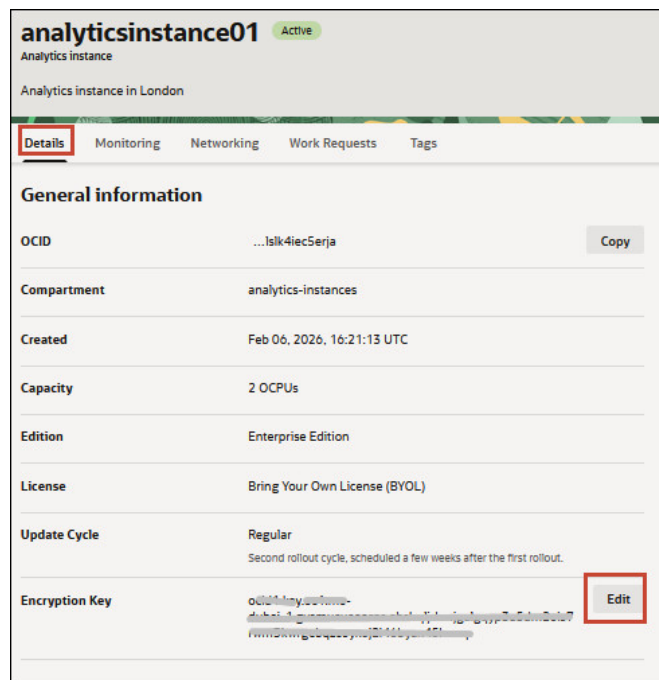 analyticsinstance01 Active
Analytics instance
Analytics instance in London
Details Monitoring Networking Work Requests Tags
General information
OCID ...1slk4iec5erja Copy
Compartment analytics-instances
Created Feb 06, 2026, 16:21:13 UTC
Capacity 2 OCPUs
Edition Enterprise Edition
License Bring Your Own License (BYOL)
Update Cycle Regular
Second rollout cycle, scheduled a few weeks after the first rollout.
Encryption Key Edit